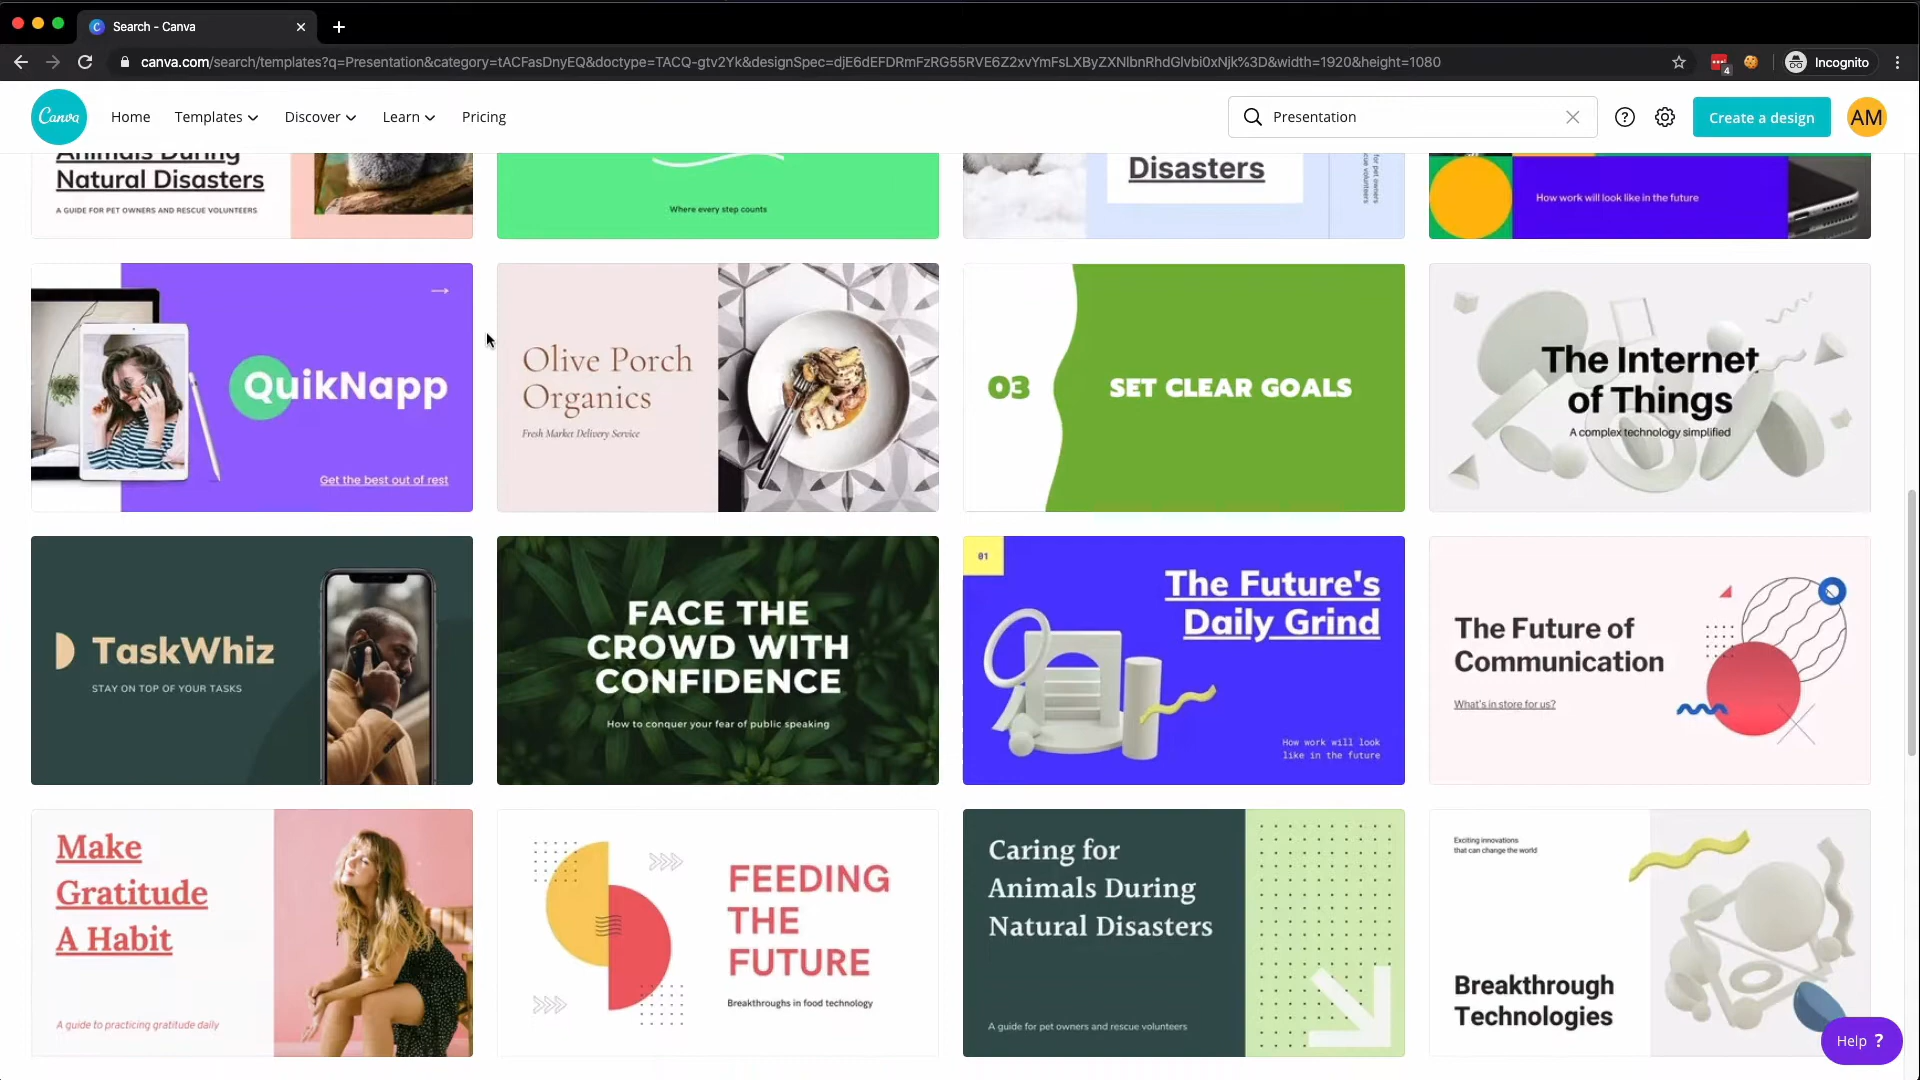 Search - Canva
canva.com/search/templates?q=Presentation&category=tACFasDnyEQ&doctype=TACQ-gtv2Yk&designSpec=djE6dEFDRmFzRG55RVE6Z2xvYmFsLXByZXNlbnRhdGlvbi0xNjk%3D&width=1920&height=1080
4
Incognito
Canva
Home
Templates
Discover
Learn
Pricing
Presentation
Create a design
AM
Animals During
Natural Disasters
A GUIDE FOR PET OWNERS AND RESCUE VOLUNTEERS
Where every step counts
Disasters
for pet owners
cue volunteers
How work will look like in the future
QuikNapp
Get the best out of rest
Olive Porch
Organics
Fresh Market Delivery Service
03
SET CLEAR GOALS
The Internet
of Things
A complex technology simplified
TaskWhiz
STAY ON TOP OF YOUR TASKS
FACE THE
CROWD WITH
CONFIDENCE
How to conquer your fear of public speaking
01
The Future's
Daily Grind
How work will look
like in the future
The Future of
Communication
What's in store for us?
Make
Gratitude
A Habit
A guide to practicing gratitude daily
FEEDING
THE
FUTURE
Breakthroughs in food technology
Caring for
Animals During
Natural Disasters
A guide for pet owners and rescue volunteers
Exciting innovations
that can change the world
Breakthrough
Technologies
Help ?